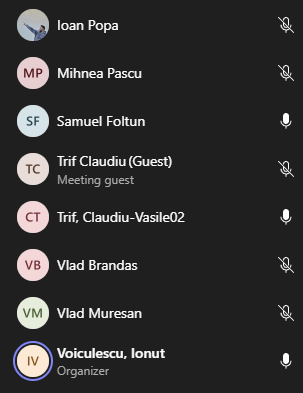 Ioan Popa
MP Mihnea Pascu
SF Samuel Foltun
TC Trif Claudiu (Guest)
Meeting guest
CT Trif, Claudiu-Vasile02
VB Vlad Brandas
VM Vlad Muresan
IV Voiculescu, Ionut
Organizer